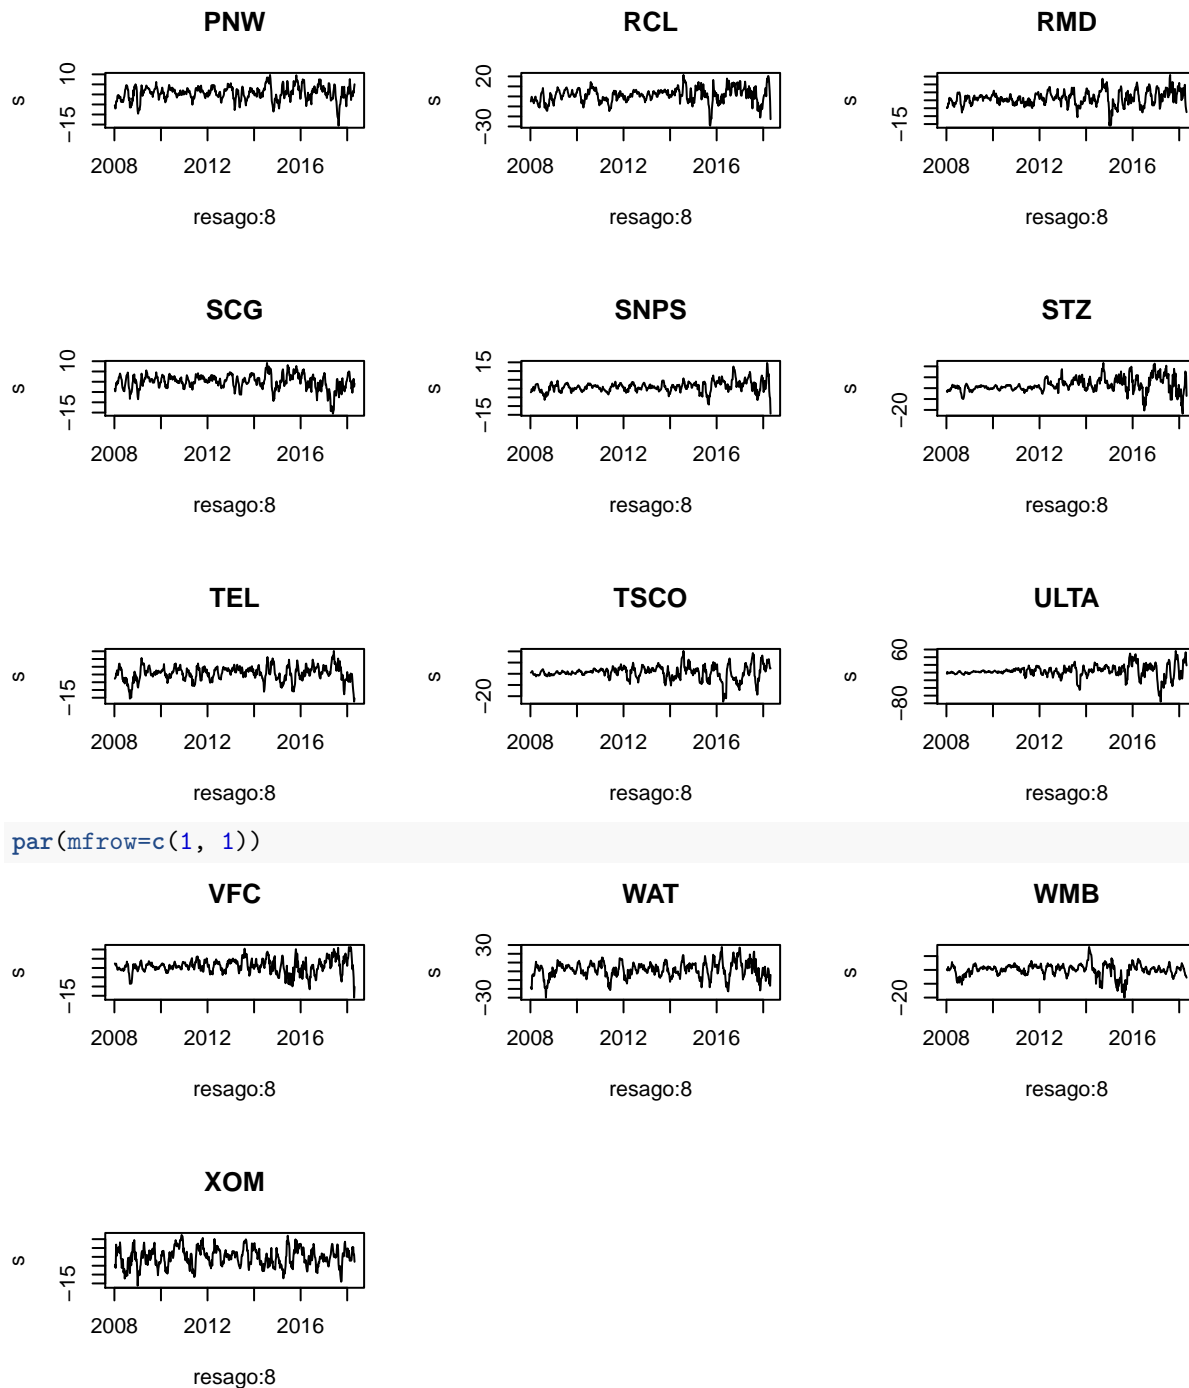 PNW RCL RMD
s 10 -15 s 20 -30 s -15
2008 2012 2016 2008 2012 2016 2008 2012 2016
resago:8 resago:8 resago:8
SCG SNPS STZ
s 10 -15 s 15 -15 s -20
2008 2012 2016 2008 2012 2016 2008 2012 2016
resago:8 resago:8 resago:8
TEL TSCO ULTA
s -15 s -20 s 60 -80
2008 2012 2016 2008 2012 2016 2008 2012 2016
resago:8 resago:8 resago:8
par(mfrow=c(1, 1))
VFC WAT WMB
s -15 s 30 -30 s -20
2008 2012 2016 2008 2012 2016 2008 2012 2016
resago:8 resago:8 resago:8
XOM
s -15
2008 2012 2016
resago:8